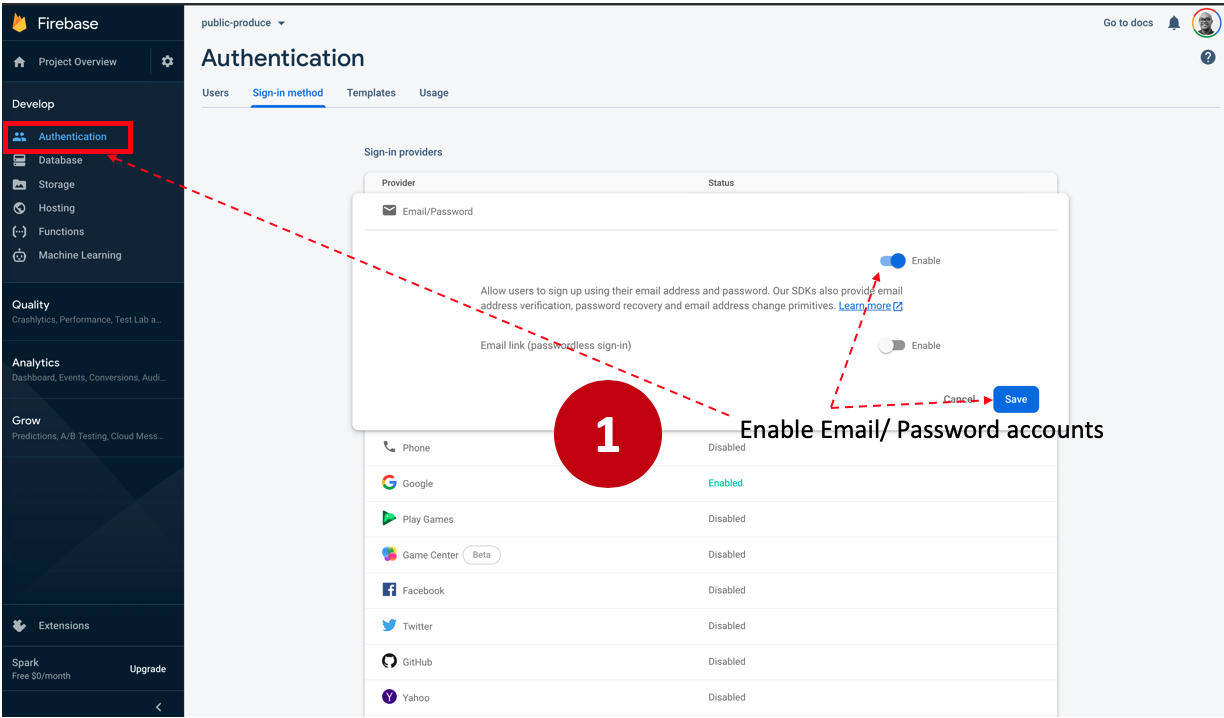 Firebase
public-produce
Go to docs
Project Overview
Authentication
Users
Sign-in method
Templates
Usage
Develop
Authentication
Database
Storage
Hosting
Functions
Machine Learning
Quality
Crashlytics, Performance, Test Lab a...
Analytics
Dashboard, Events, Conversions, Audi...
Grow
Predictions, A/B Testing, Cloud Mess...
Extensions
Spark
Free $0/month
Upgrade
Sign-in providers
Provider
Status
Email/Password
Enable
Allow users to sign up using their email address and password. Our SDKs also provide email
address verification, password recovery and email address change primitives. Learn more
Email link (passwordless sign-in)
Enable
Cancel
Save
1
Enable Email/ Password accounts
Phone
Disabled
Google
Enabled
Play Games
Disabled
Game Center
Beta
Disabled
Facebook
Disabled
Twitter
Disabled
GitHub
Disabled
Yahoo
Disabled